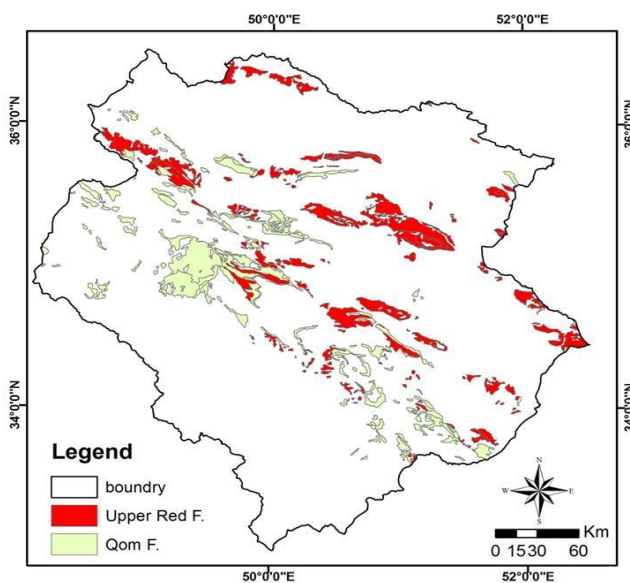 50°0'0"E 52°0'0"E
36°0'0"N 36°0'0"N
34°0'0"N 34°0'0"N
Legend
boundry
Upper Red F.
Qom F.
N
W E
S
Km
0 15 30 60
50°0'0"E 52°0'0"E